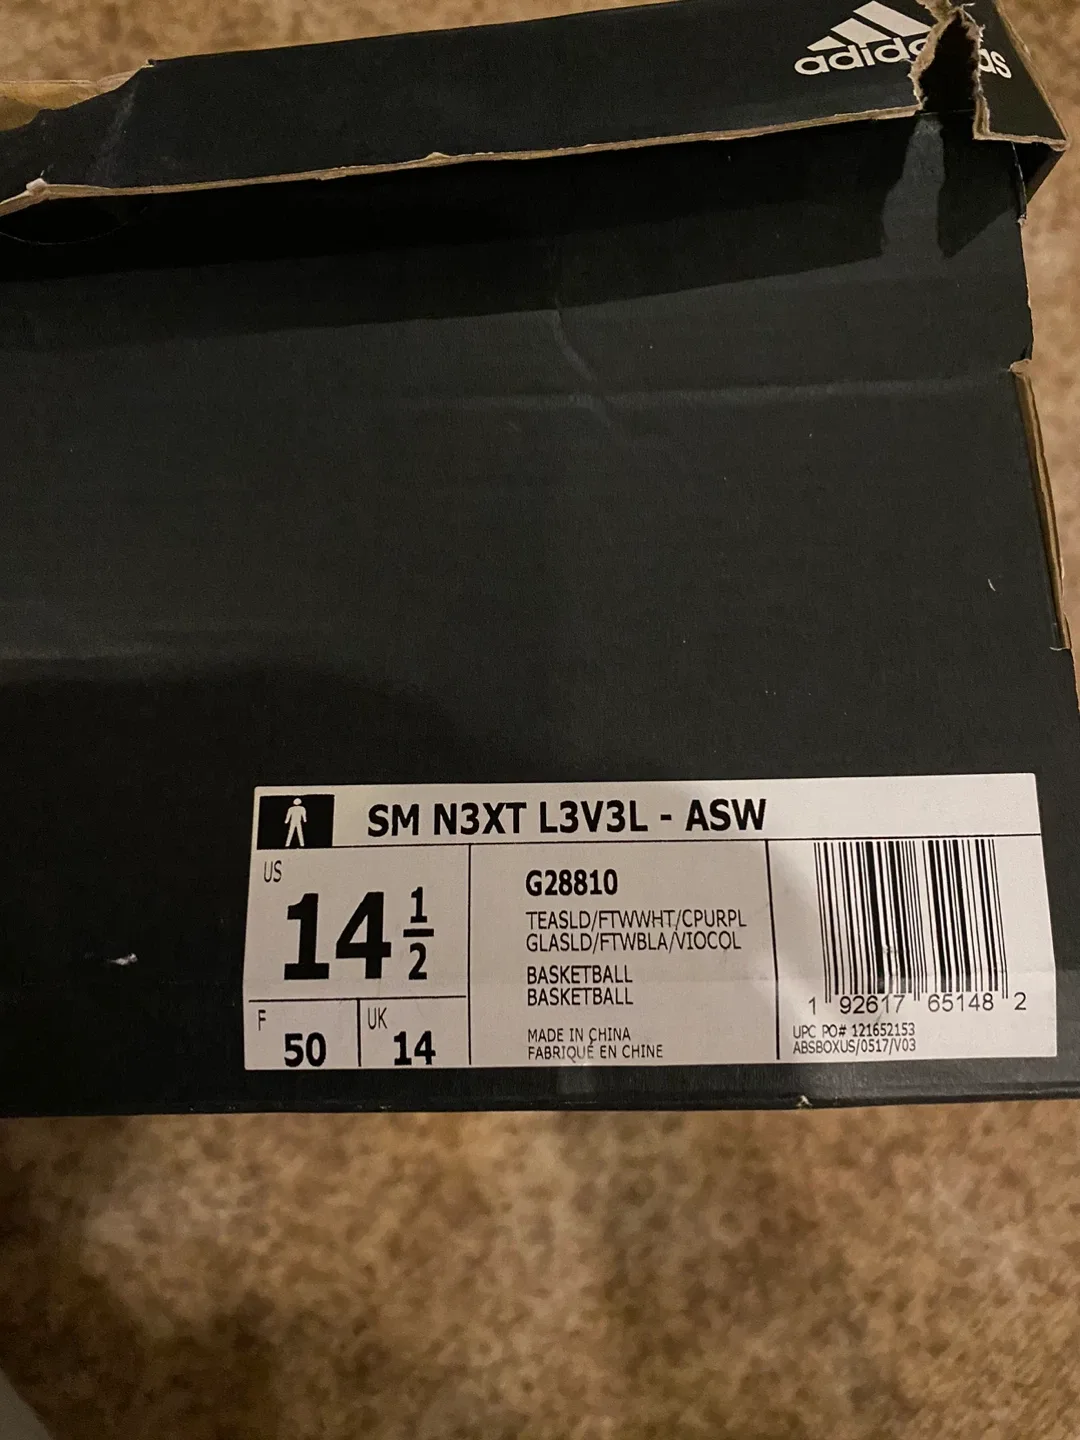 adidas
SM N3XT L3V3L - ASW
US
14 1/2
F
50
UK
14
G28810
TEASLD/FTWWHT/CPURPL
GLASLD/FTWBLA/VIOCOL
BASKETBALL
BASKETBALL
MADE IN CHINA
FABRIQUÉ EN CHINE
1 92617 65148 2
UPC PO# 121652153
ABSBOXUS/0517/V03